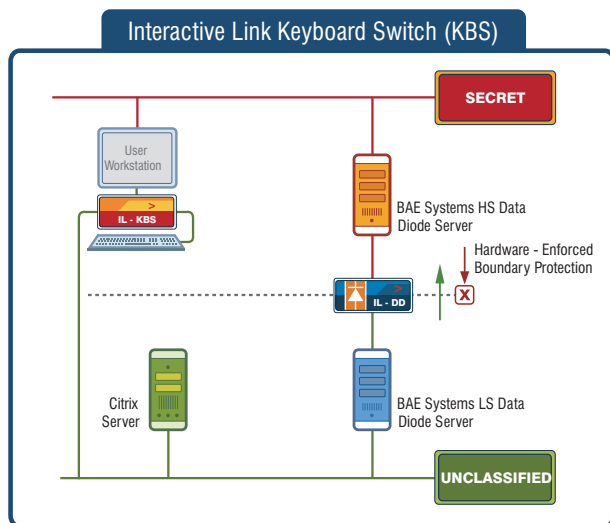 Interactive Link Keyboard Switch (KBS)
SECRET
User
Workstation
IL - KBS
BAE Systems HS Data
Diode Server
Hardware - Enforced
Boundary Protection
X
IL - DD
Citrix
Server
BAE Systems LS Data
Diode Server
UNCLASSIFIED